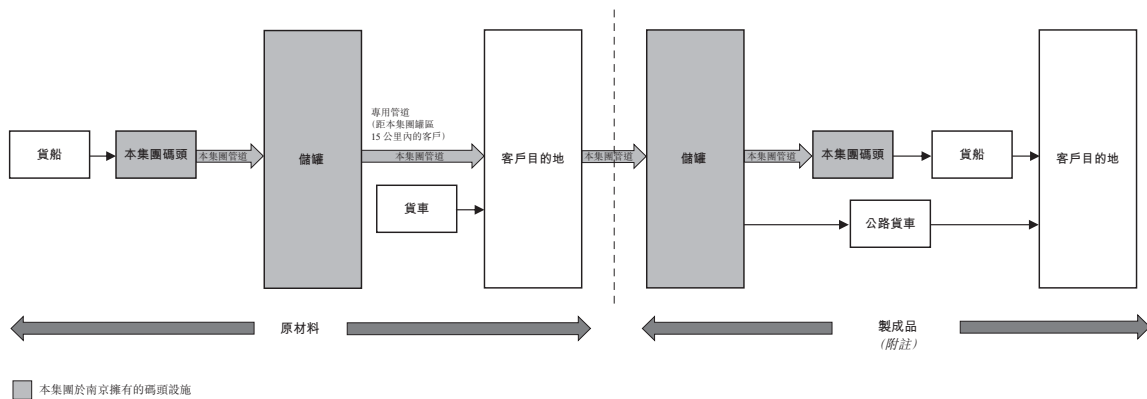 貨船
本集團碼頭
本集團管道
儲罐
專用管道
(距本集團罐區
15 公里內的客戶)
本集團管道
貨車
客戶目的地
本集團管道
儲罐
本集團管道
本集團碼頭
貨船
公路貨車
客戶目的地
原材料
製成品
(附註)
本集團於南京擁有的碼頭設施